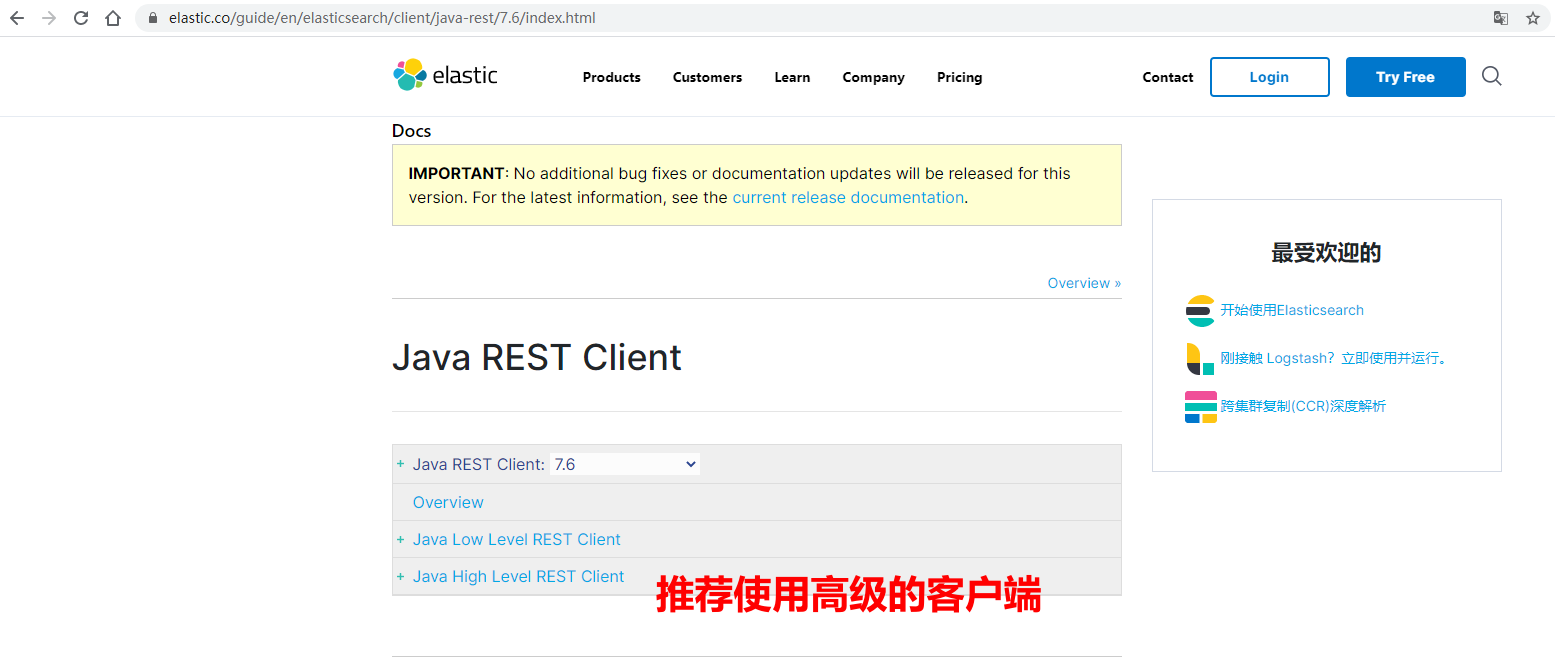 elastic.co/guide/en/elasticsearch/client/java-rest/7.6/index.html
elastic
Products
Customers
Learn
Company
Pricing
Contact
Login
Try Free
Docs
IMPORTANT: No additional bug fixes or documentation updates will be released for this
version. For the latest information, see the current release documentation.
Overview »
Java REST Client
+ Java REST Client: 7.6
Overview
+ Java Low Level REST Client
+ Java High Level REST Client
推荐使用高级的客户端
最受欢迎的
开始使用Elasticsearch
刚接触 Logstash？立即使用并运行。
跨集群复制(CCR)深度解析